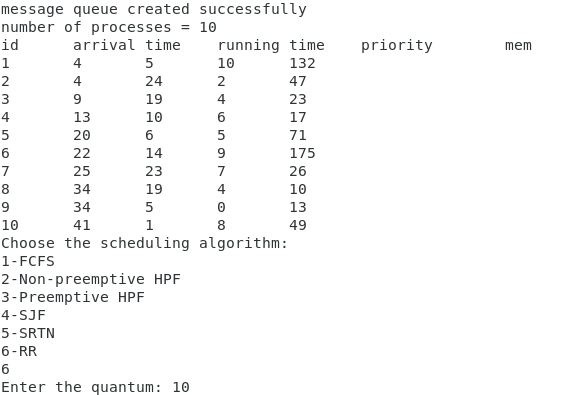 message queue created successfully
number of processes = 10
id arrival time running time priority mem
1 4 5 10 132
2 4 24 2 47
3 9 19 4 23
4 13 10 6 17
5 20 6 5 71
6 22 14 9 175
7 25 23 7 26
8 34 19 4 10
9 34 5 0 13
10 41 1 8 49
Choose the scheduling algorithm:
1-FCFS
2-Non-preemptive HPF
3-Preemptive HPF
4-SJF
5-SRTN
6-RR
6
Enter the quantum: 10